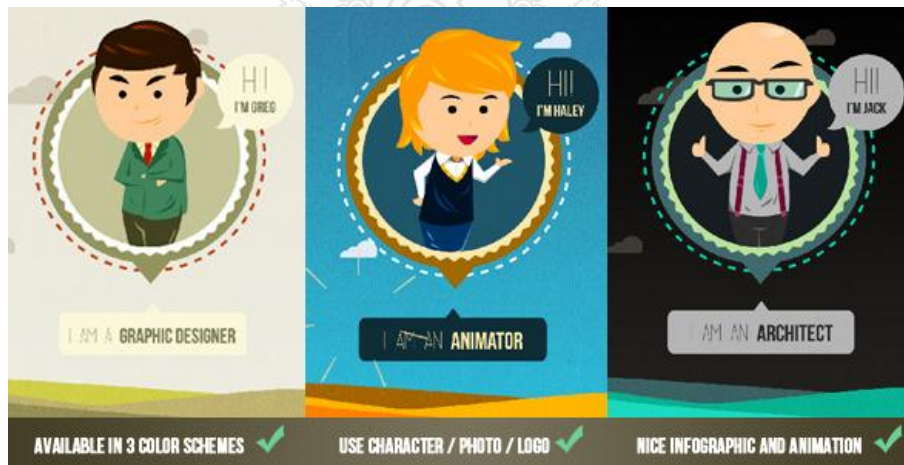 HI!
I'M GREG
I AM A GRAPHIC DESIGNER
AVAILABLE IN 3 COLOR SCHEMES
HI!
I'M HALEY
I AM AN ANIMATOR
USE CHARACTER / PHOTO / LOGO
HI!
I'M JACK
I AM AN ARCHITECT
NICE INFOGRAPHIC AND ANIMATION